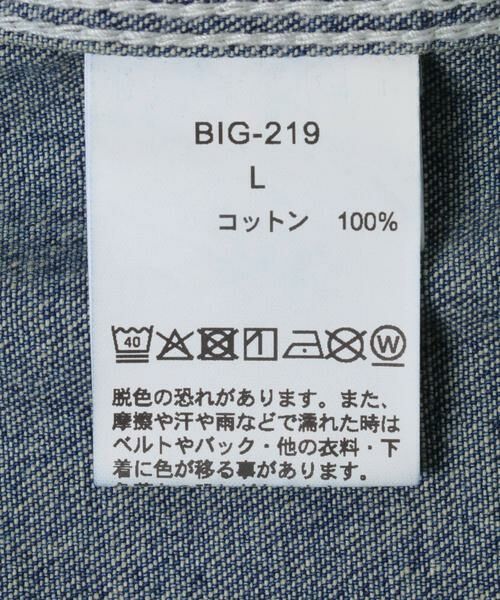 BIG-219
L
コットン 100%
40 W
脱色の恐れがあります。また、
摩擦や汗や雨などで濡れた時は
ベルトやバック・他の衣料・下
着に色が移る事があります。